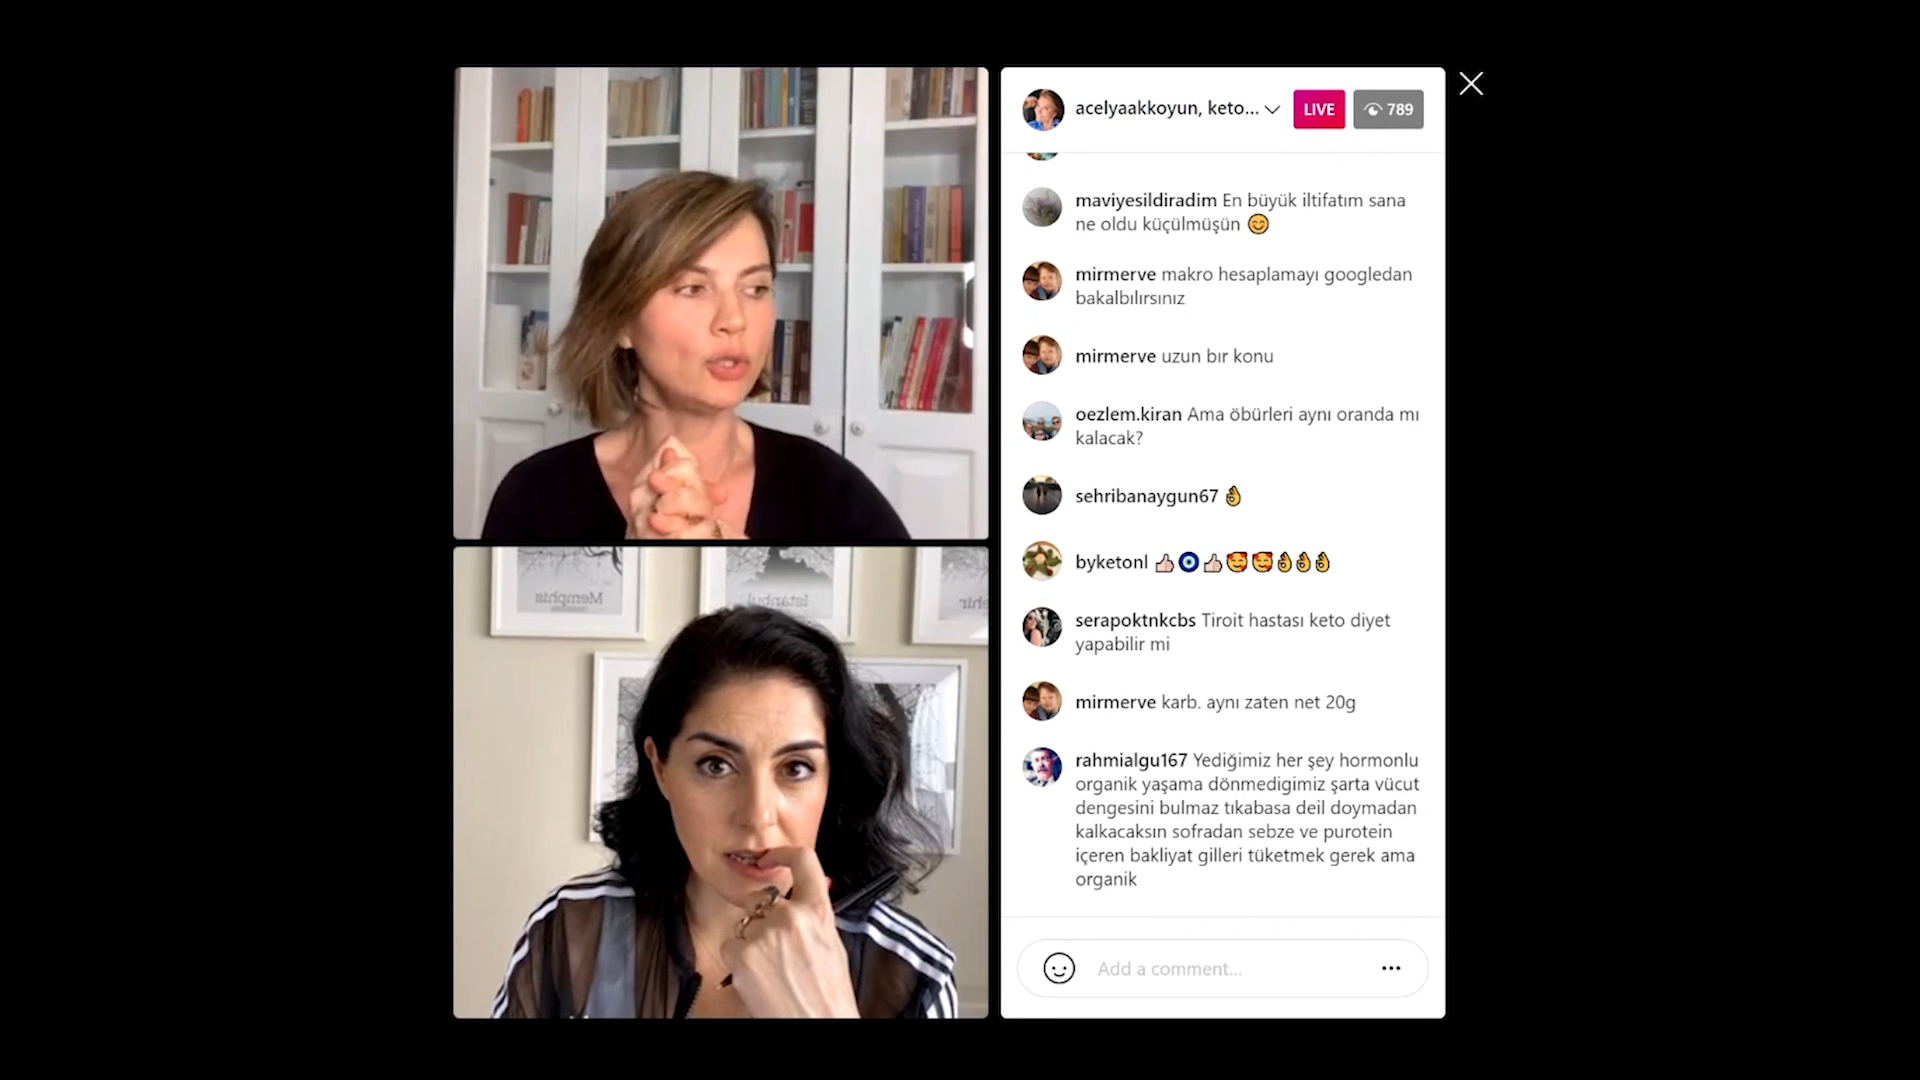 acelyaakkoyun, keto...
LIVE
789
maviyesildiradim En büyük iltifatım sana
ne oldu küçülmüşün 😊
mirmerve makro hesaplamayı googledan
bakalbılırsınız
mirmerve uzun bır konu
oezlem.kiran Ama öbürleri aynı oranda mı
kalacak?
sehribanaygun67 👌
byketonl 👍🏻🧿👍🏻🥰🥰👌👌👌
serapoktnkcbs Tiroit hastası keto diyet
yapabilir mi
mirmerve karb. aynı zaten net 20g
rahmialgu167 Yediğimiz her şey hormonlu
organik yaşama dönmedigimiz şarta vücut
dengesini bulmaz tıkabasa deil doymadan
kalkacaksın sofradan sebze ve purotein
içeren bakliyat gilleri tüketmek gerek ama
organik
Add a comment...
Memphis
Istanbul